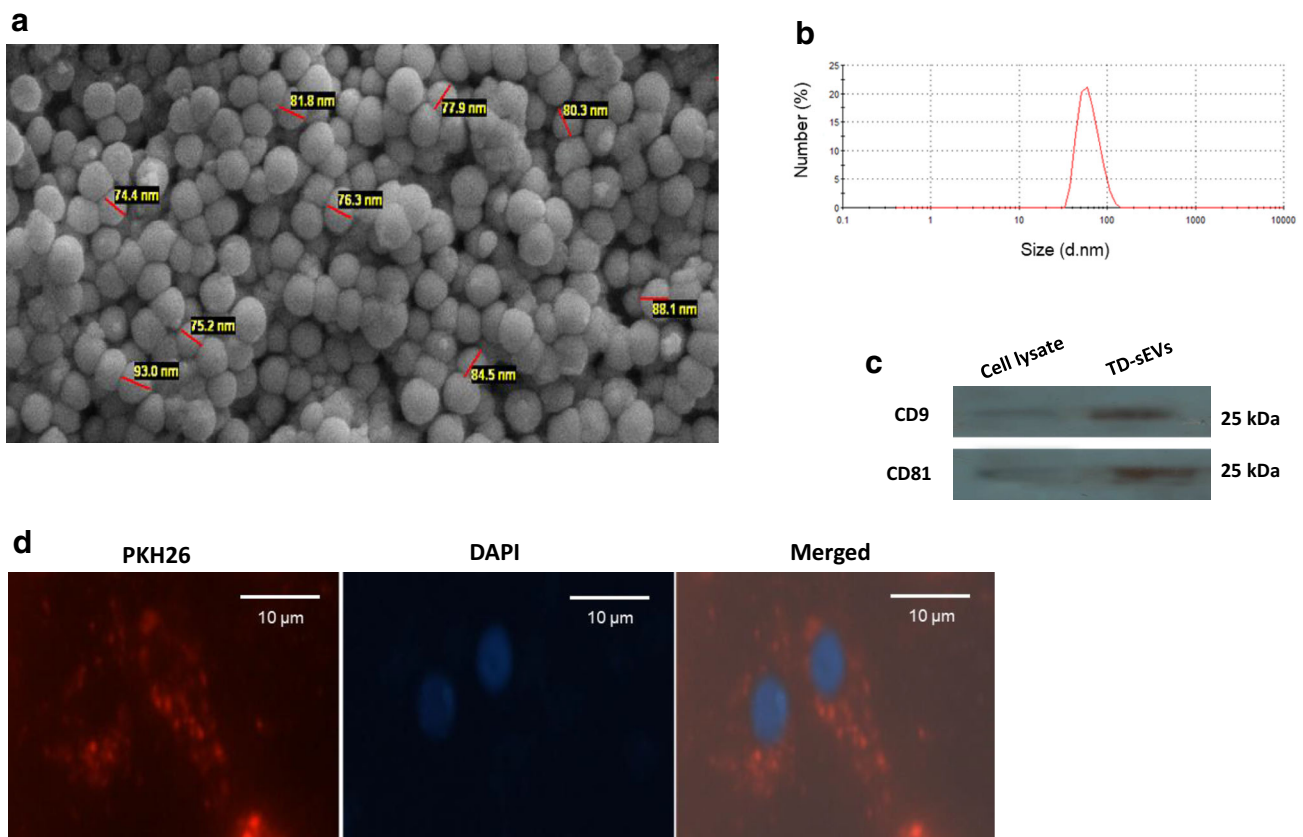 a
81.8 nm
77.9 nm
80.3 nm
74.4 nm
76.3 nm
88.1 nm
75.2 nm
93.0 nm
84.5 nm
b
Number (%)
25
20
15
10
5
0
0.1 1 10 100 1000 10000
Size (d.nm)
c
Cell lysate TD-sEVs
CD9 25 kDa
CD81 25 kDa
d
PKH26 DAPI Merged
10 µm 10 µm 10 µm